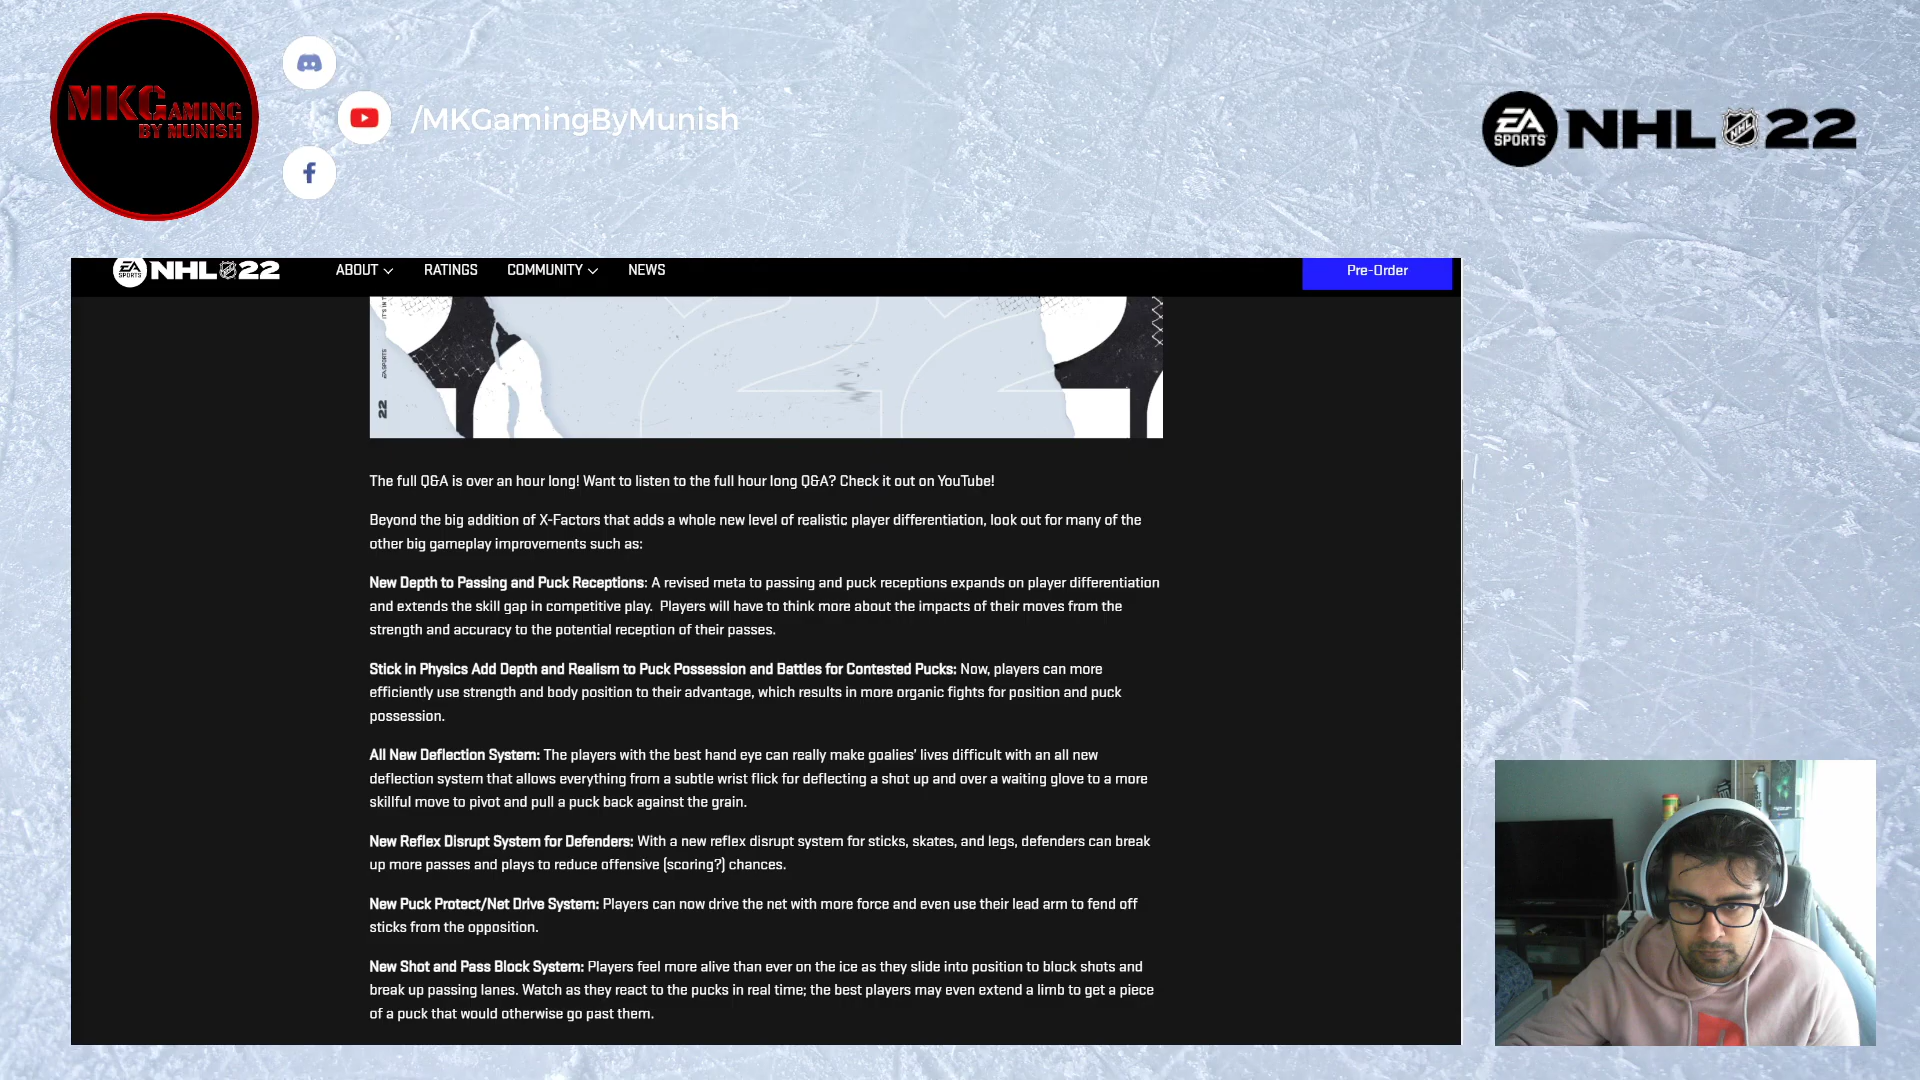 MKGAMING
BY MUNISH
/MKGamingByMunish
EA SPORTS NHL NHL 22
EA SPORTS NHL 22
ABOUT
RATINGS
COMMUNITY
NEWS
Pre-Order
EA SPORTS
22
The full Q&A is over an hour long! Want to listen to the full hour long Q&A? Check it out on YouTube!
Beyond the big addition of X-Factors that adds a whole new level of realistic player differentiation, look out for many of the
other big gameplay improvements such as:
New Depth to Passing and Puck Receptions: A revised meta to passing and puck receptions expands on player differentiation
and extends the skill gap in competitive play.  Players will have to think more about the impacts of their moves from the
strength and accuracy to the potential reception of their passes.
Stick in Physics Add Depth and Realism to Puck Possession and Battles for Contested Pucks: Now, players can more
efficiently use strength and body position to their advantage, which results in more organic fights for position and puck
possession.
All New Deflection System: The players with the best hand eye can really make goalies' lives difficult with an all new
deflection system that allows everything from a subtle wrist flick for deflecting a shot up and over a waiting glove to a more
skillful move to pivot and pull a puck back against the grain.
New Reflex Disrupt System for Defenders: With a new reflex disrupt system for sticks, skates, and legs, defenders can break
up more passes and plays to reduce offensive (scoring?) chances.
New Puck Protect/Net Drive System: Players can now drive the net with more force and even use their lead arm to fend off
sticks from the opposition.
New Shot and Pass Block System: Players feel more alive than ever on the ice as they slide into position to block shots and
break up passing lanes. Watch as they react to the pucks in real time; the best players may even extend a limb to get a piece
of a puck that would otherwise go past them.